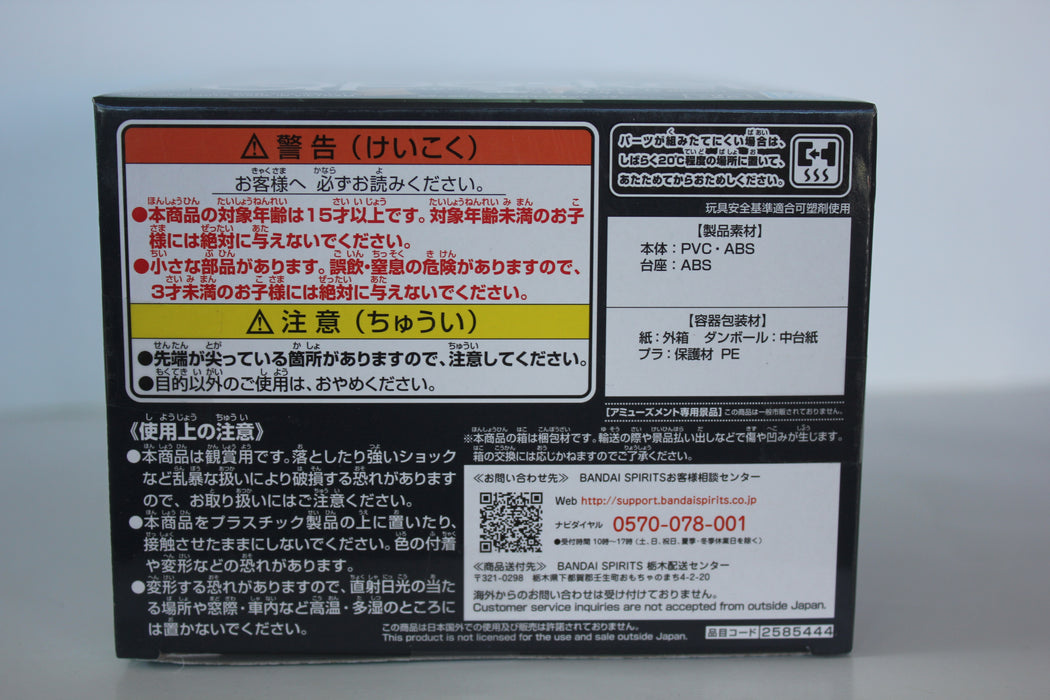 警告（けいこく）
お客様へ 必ずお読みください。
●本商品の対象年齢は15才以上です。対象年齢未満のお子
様には絶対に与えないでください。
●小さな部品があります。誤飲・窒息の危険がありますので、
3才未満のお子様には絶対に与えないでください。
注意（ちゅうい）
●先端が尖っている箇所がありますので、注意してください。
●目的以外のご使用は、おやめください。
《使用上の注意》
●本商品は観賞用です。落としたり強いショック
など乱暴な扱いにより破損する恐れがあります
ので、お取り扱いにはご注意ください。
●本商品をプラスチック製品の上に置いたり、
接触させたままにしないでください。色の付着
や変形などの恐れがあります。
●変形する恐れがありますので、直射日光の当た
る場所や窓際・車内など高温・多湿のところに
は置かないでください。
パーツが組みたてにくい場合は、
しばらく20℃程度の場所に置いて、
あたためてからおためしください。
玩具安全基準適合可塑剤使用
【製品素材】
本体：PVC・ABS
台座：ABS
【容器包装材】
紙：外箱 ダンボール：中台紙
プラ：保護材 PE
【アミューズメント専用景品】この商品は一般市販されておりません。
※本商品の箱は梱包材です。輸送の際や景品払い出しなどで傷や凹みが生じます。
箱の交換には応じかねますのでご了承ください。
≪お問い合わせ先≫ BANDAI SPIRITSお客様相談センター
Web http://support.bandaispirits.co.jp
ナビダイヤル 0570-078-001
●受付時間 10時〜17時（土、日、祝日、夏季・冬季休業日を除く）
≪商品送付先≫ BANDAI SPIRITS 栃木配送センター
〒321-0298 栃木県下都賀郡壬生町おもちゃのまち4-2-20
海外からのお問い合わせは受け付けておりません。
Customer service inquiries are not accepted from outside Japan.
この商品は日本国外での使用及び販売は許諾されておりません。
This product is not licensed for the use and sale outside Japan.
品目コード 2585444